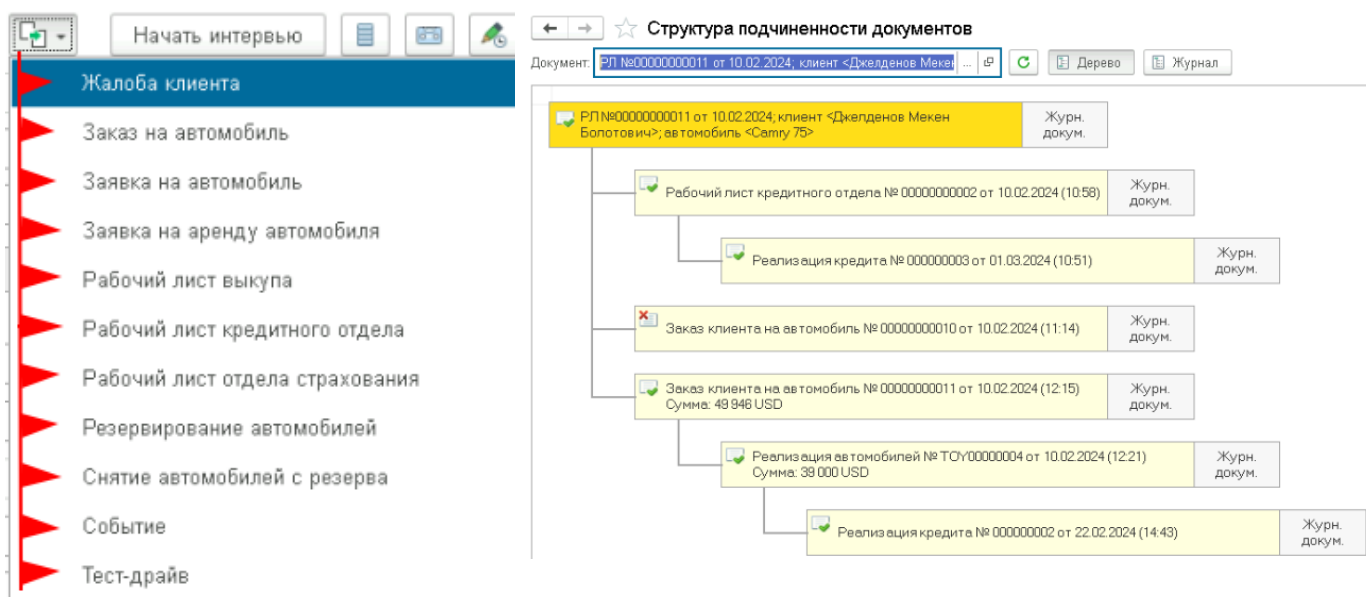 Начать интервью
Жалоба клиента
Заказ на автомобиль
Заявка на автомобиль
Заявка на аренду автомобиля
Рабочий лист выкупа
Рабочий лист кредитного отдела
Рабочий лист отдела страхования
Резервирование автомобилей
Снятие автомобилей с резерва
Событие
Тест-драйв
Структура подчиненности документов
Документ: РЛ №00000000011 от 10.02.2024; клиент <Джелденов Мекен ... Дерево Журнал
РЛ №00000000011 от 10.02.2024; клиент <Джелденов Мекен
Болотович>; автомобиль <Camry 75>
Журн.
докум.
Рабочий лист кредитного отдела № 00000000002 от 10.02.2024 (10:58)
Журн.
докум.
Реализация кредита № 000000003 от 01.03.2024 (10:51)
Журн.
докум.
Заказ клиента на автомобиль № 00000000010 от 10.02.2024 (11:14)
Журн.
докум.
Заказ клиента на автомобиль № 00000000011 от 10.02.2024 (12:15)
Сумма: 49 946 USD
Журн.
докум.
Реализация автомобилей № TOY00000004 от 10.02.2024 (12:21)
Сумма: 39 000 USD
Журн.
докум.
Реализация кредита № 000000002 от 22.02.2024 (14:43)
Журн.
докум.